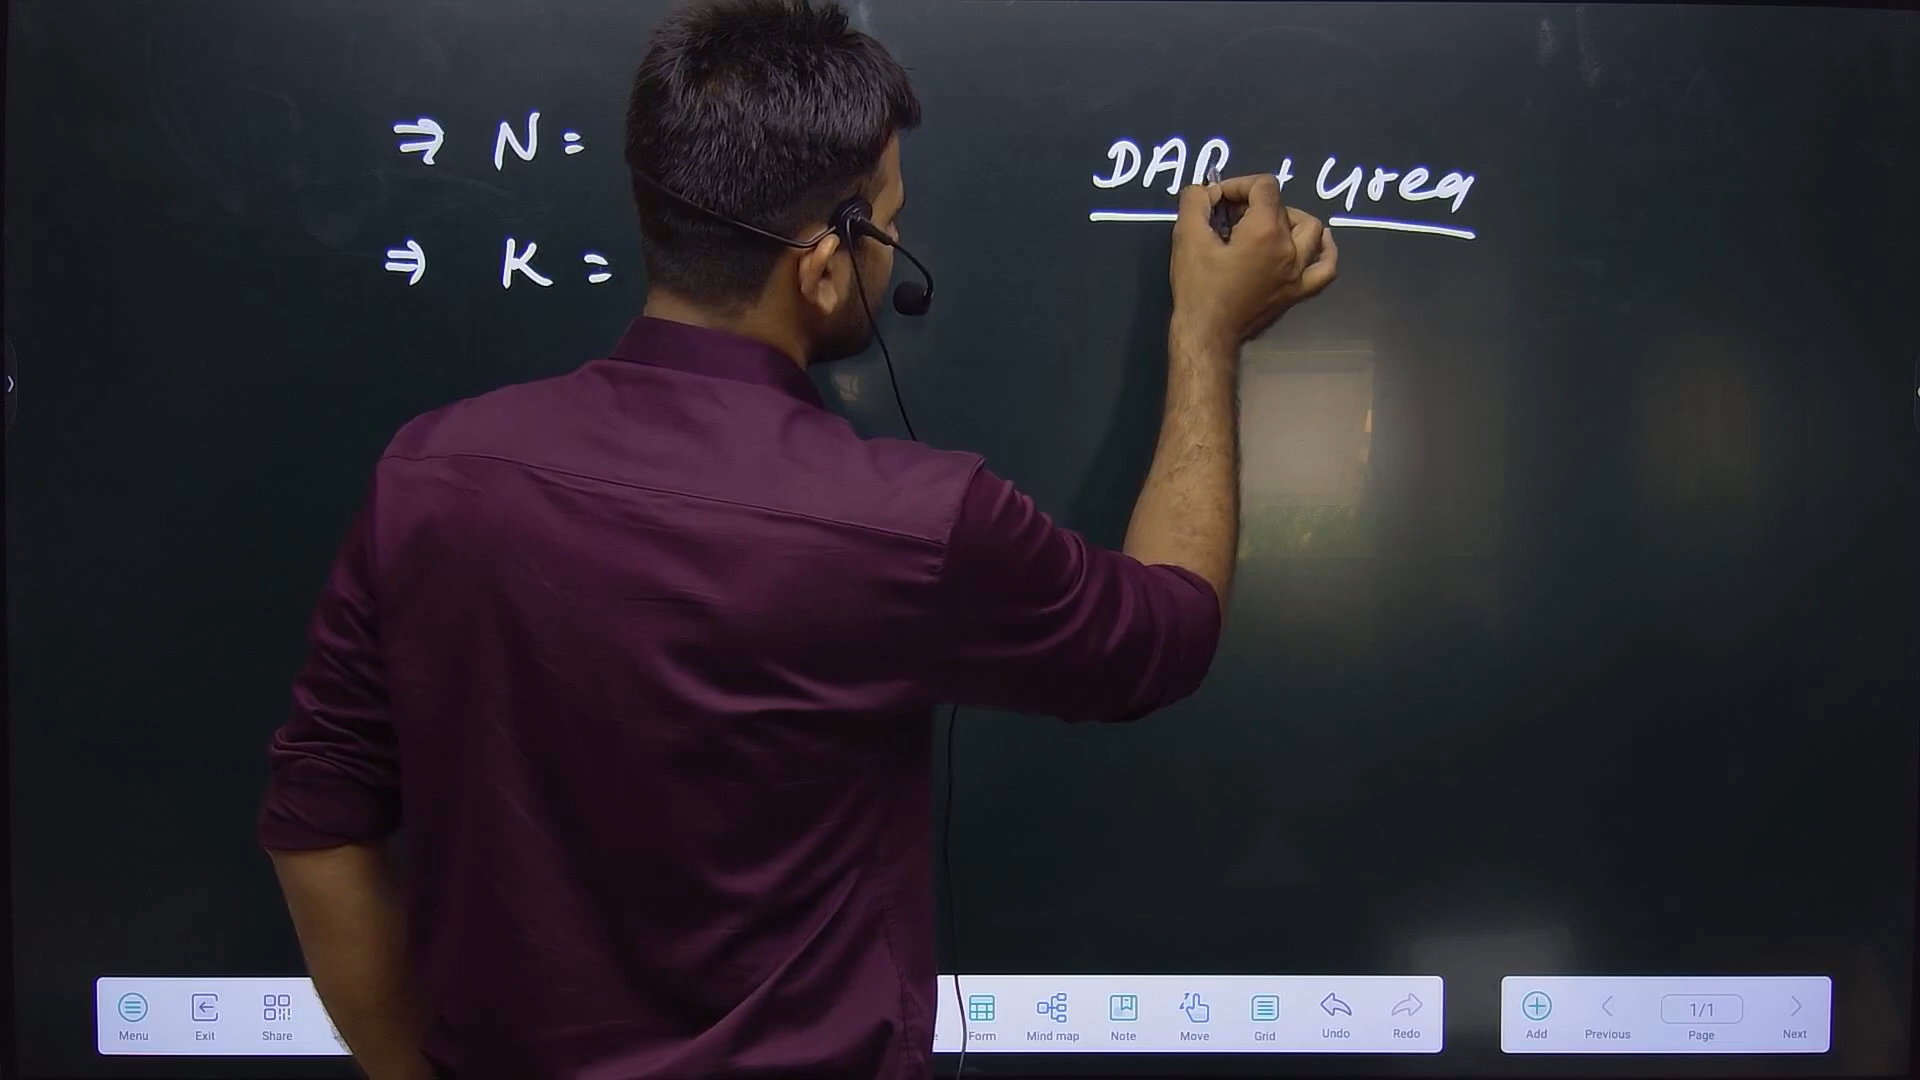 ⇒ N =
⇒ K =
DAP + Urea
Menu
Exit
Share
Form
Mind map
Note
Move
Grid
Undo
Redo
Add
Previous
1/1
Page
Next